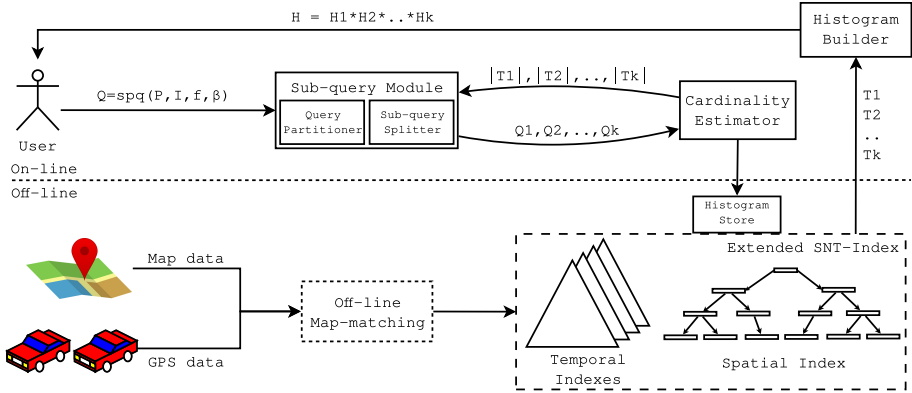 H = H1*H2*..*Hk
Histogram
Builder
|T1|,|T2|,..,|Tk|
Q=spq(P,I,f,β)
Sub-query Module
Query
Partitioner
Sub-query
Splitter
Cardinality
Estimator
Q1,Q2,..,Qk
T1
T2
..
Tk
User
On-line
Off-line
Histogram
Store
Extended SNT-Index
Map data
Off-line
Map-matching
GPS data
Temporal
Indexes
Spatial Index